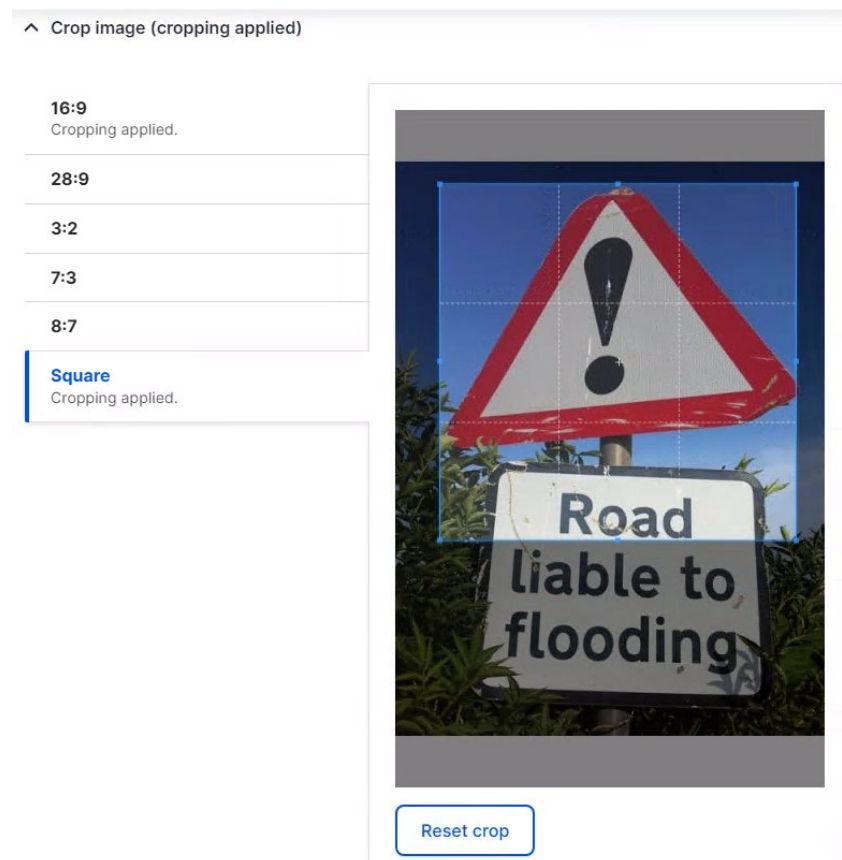 Crop image (cropping applied)
16:9
Cropping applied.
28:9
3:2
7:3
8:7
Square
Cropping applied.
Road
liable to
flooding
Reset crop